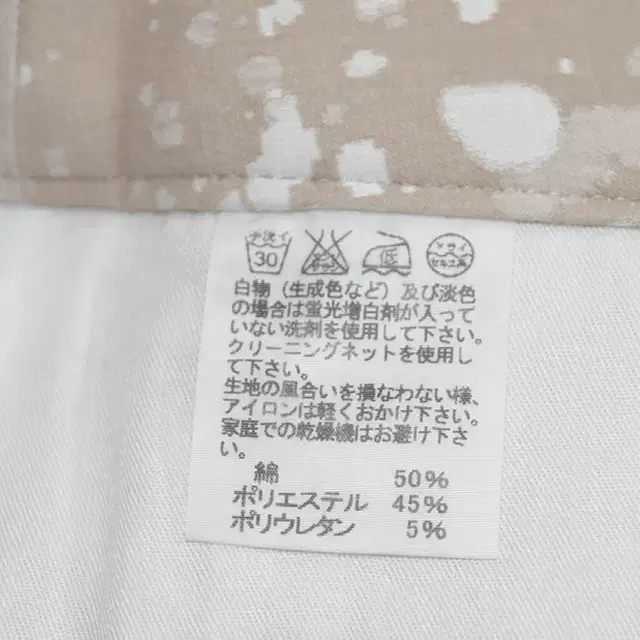 30
低
白物（生成色など）及び淡色
の場合は蛍光増白剤が入って
いない洗剤を使用して下さい。
クリーニングネットを使用し
て下さい。
生地の風合いを損なわない様、
アイロンは軽くおかけ下さい。
家庭での乾燥機はお避け下さ
い。
綿 50%
ポリエステル 45%
ポリウレタン 5%